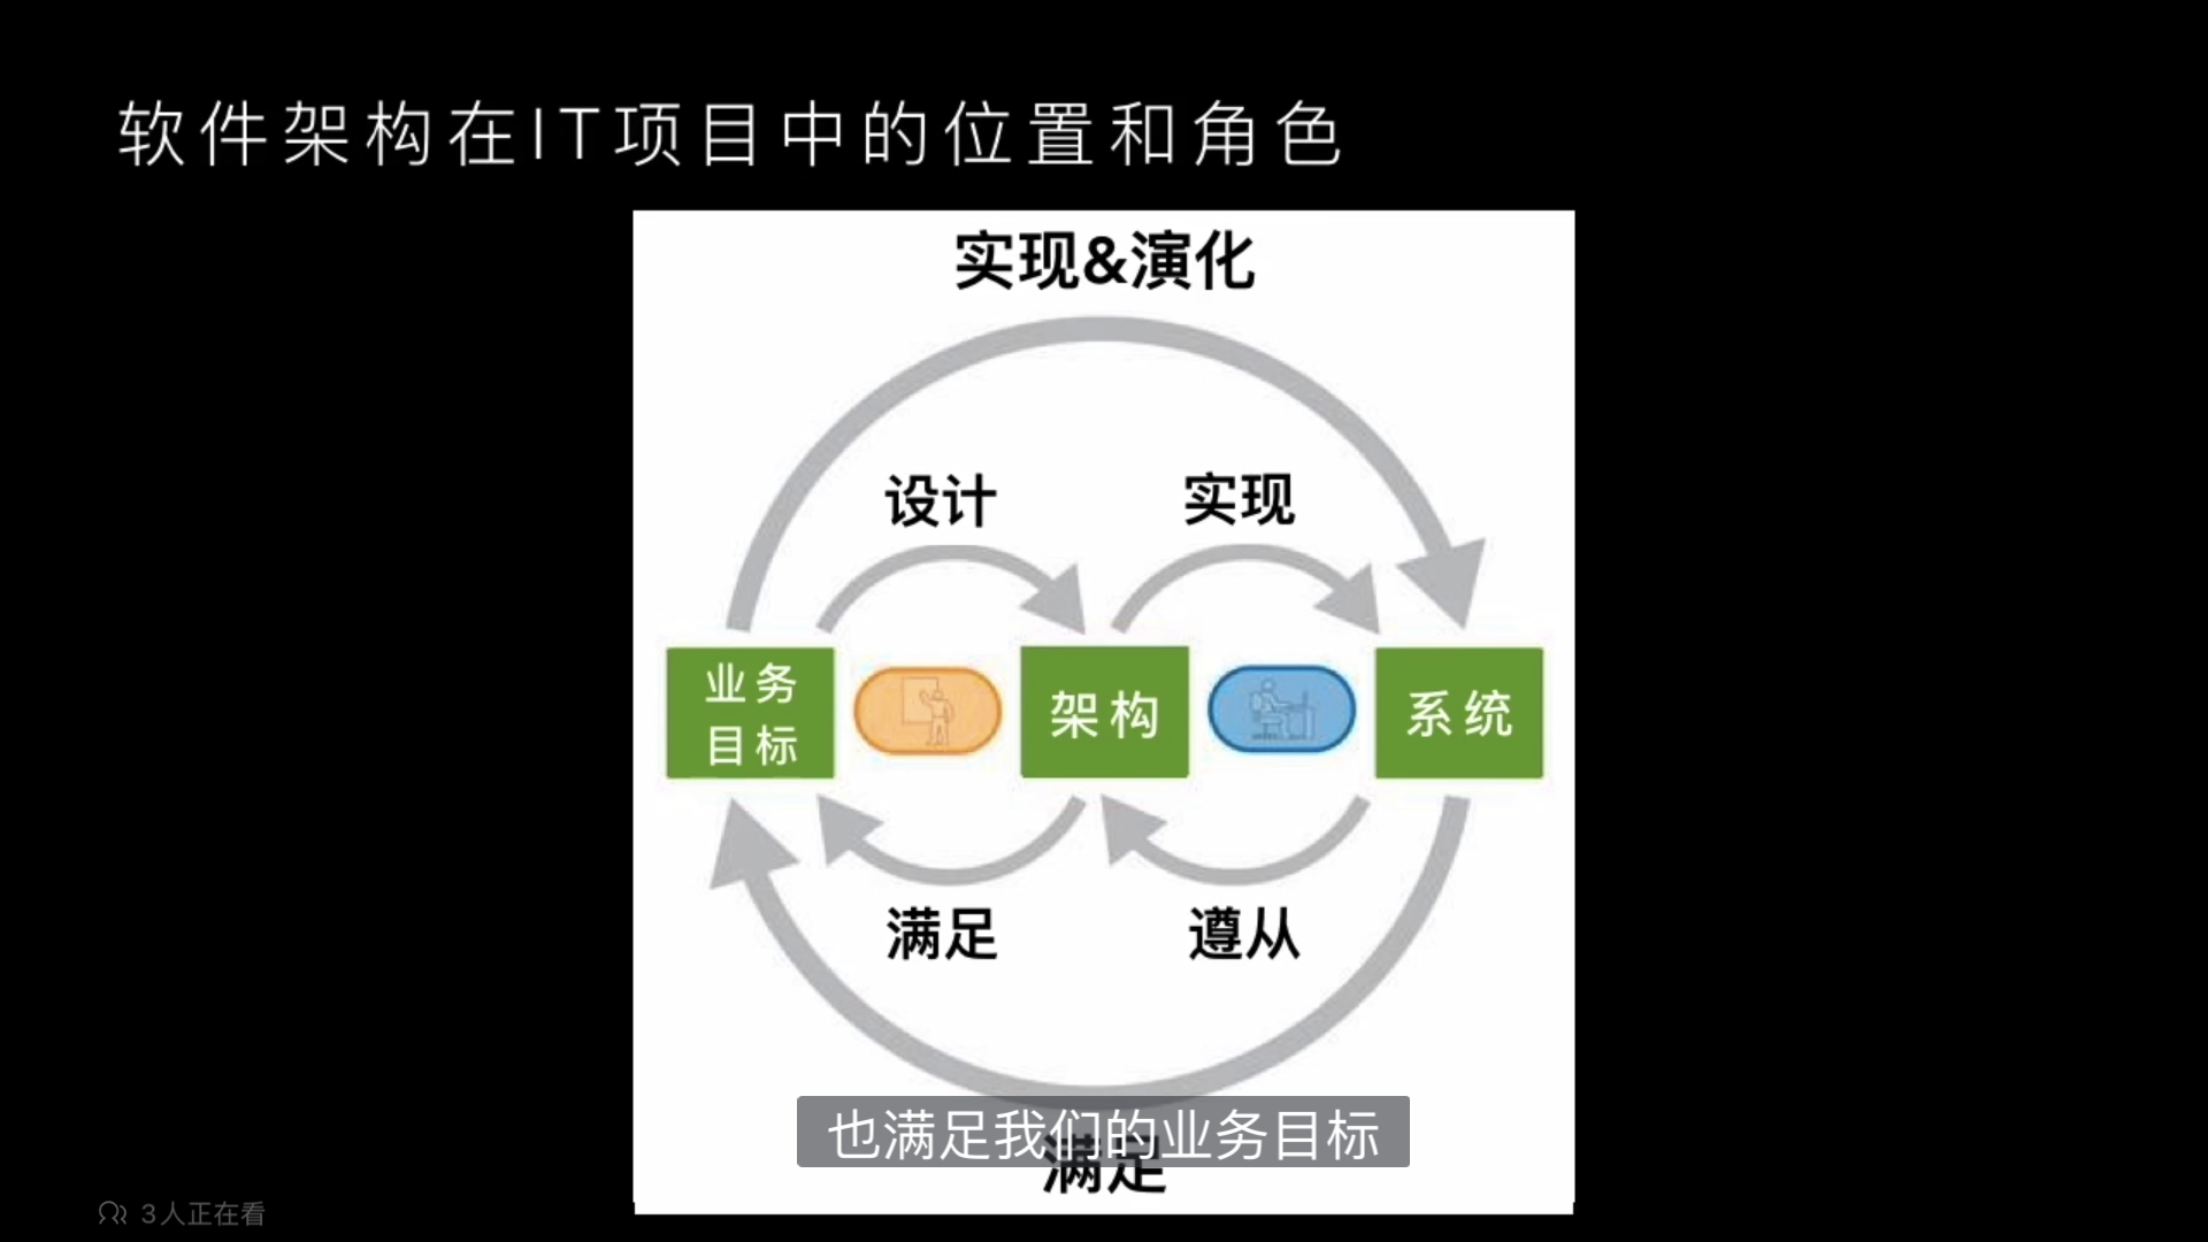 软件架构在IT项目中的位置和角色
实现&演化
设计
实现
业务
目标
架构
系统
满足
遵从
也满足我们的业务目标
满足
3人正在看